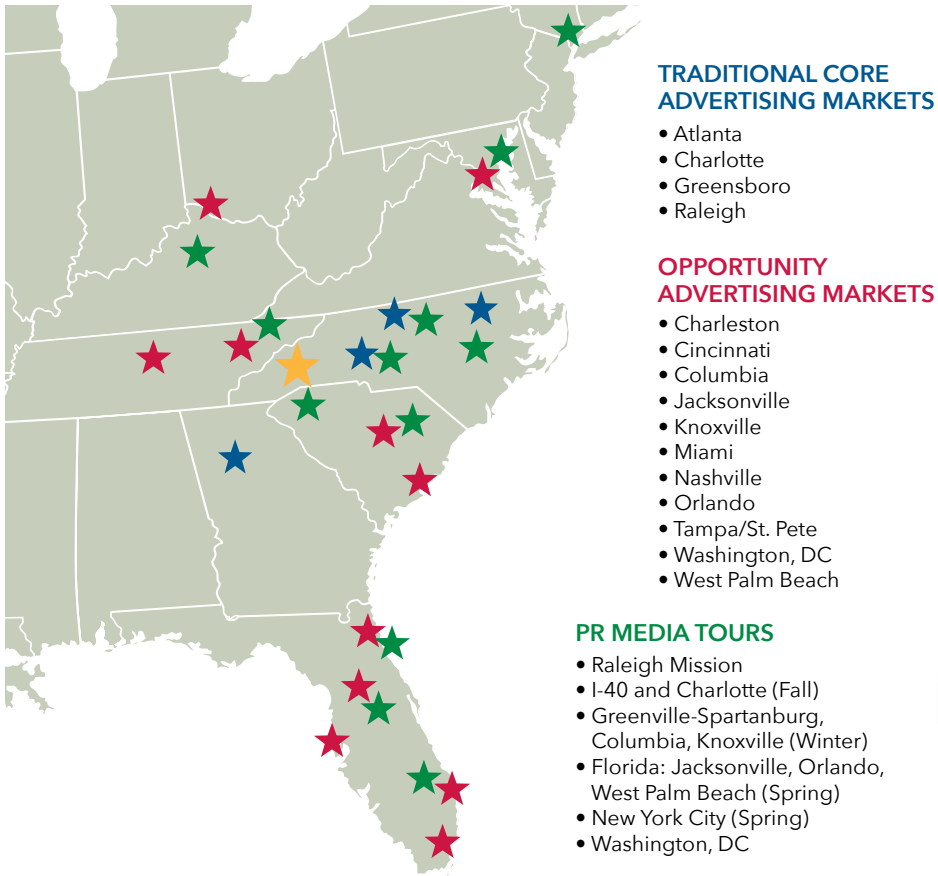 TRADITIONAL CORE
ADVERTISING MARKETS
• Atlanta
• Charlotte
• Greensboro
• Raleigh
OPPORTUNITY
ADVERTISING MARKETS
• Charleston
• Cincinnati
• Columbia
• Jacksonville
• Knoxville
• Miami
• Nashville
• Orlando
• Tampa/St. Pete
• Washington, DC
• West Palm Beach
PR MEDIA TOURS
• Raleigh Mission
• I-40 and Charlotte (Fall)
• Greenville-Spartanburg,
Columbia, Knoxville (Winter)
• Florida: Jacksonville, Orlando,
West Palm Beach (Spring)
• New York City (Spring)
• Washington, DC